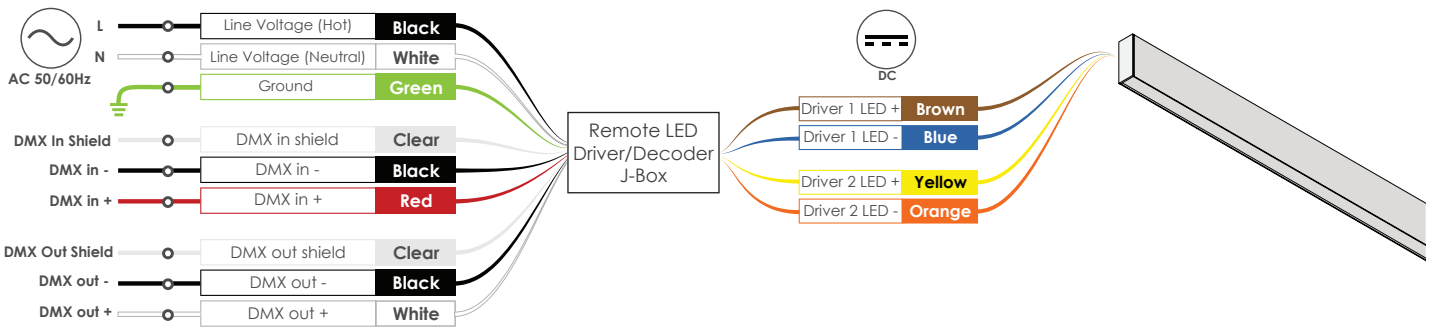 L Line Voltage (Hot) Black
N Line Voltage (Neutral) White
AC 50/60Hz
Ground Green
DMX In Shield DMX in shield Clear
DMX in - DMX in - Black
DMX in + DMX in + Red
DMX Out Shield DMX out shield Clear
DMX out - DMX out - Black
DMX out + DMX out + White
Remote LED
Driver/Decoder
J-Box
DC
Driver 1 LED + Brown
Driver 1 LED - Blue
Driver 2 LED + Yellow
Driver 2 LED - Orange